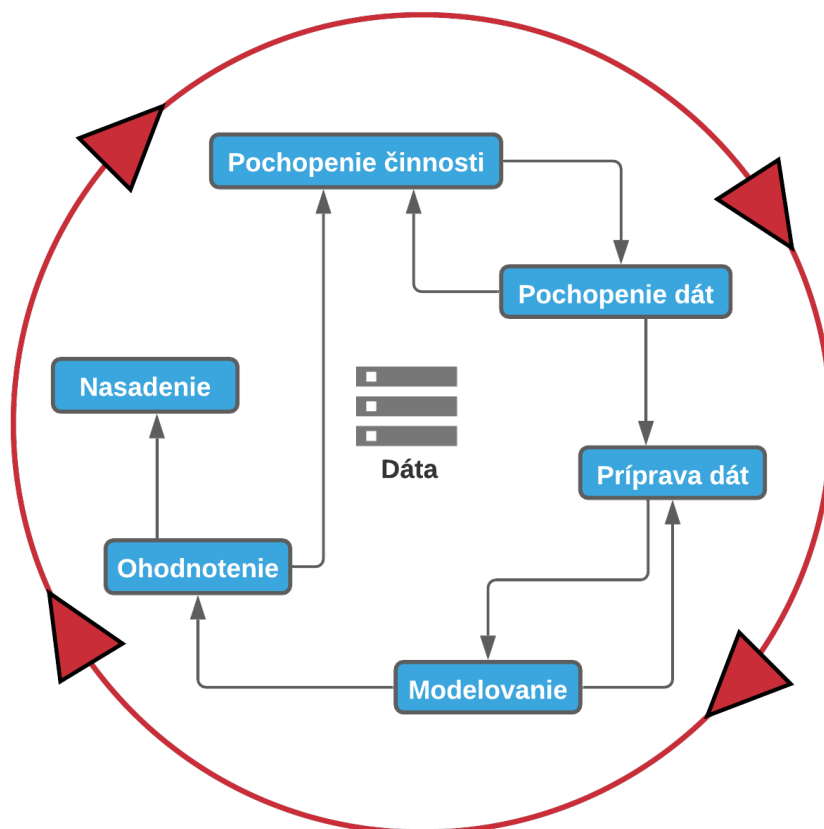 Pochopenie činnosti
Pochopenie dát
Nasadenie
Dáta
Príprava dát
Ohodnotenie
Modelovanie